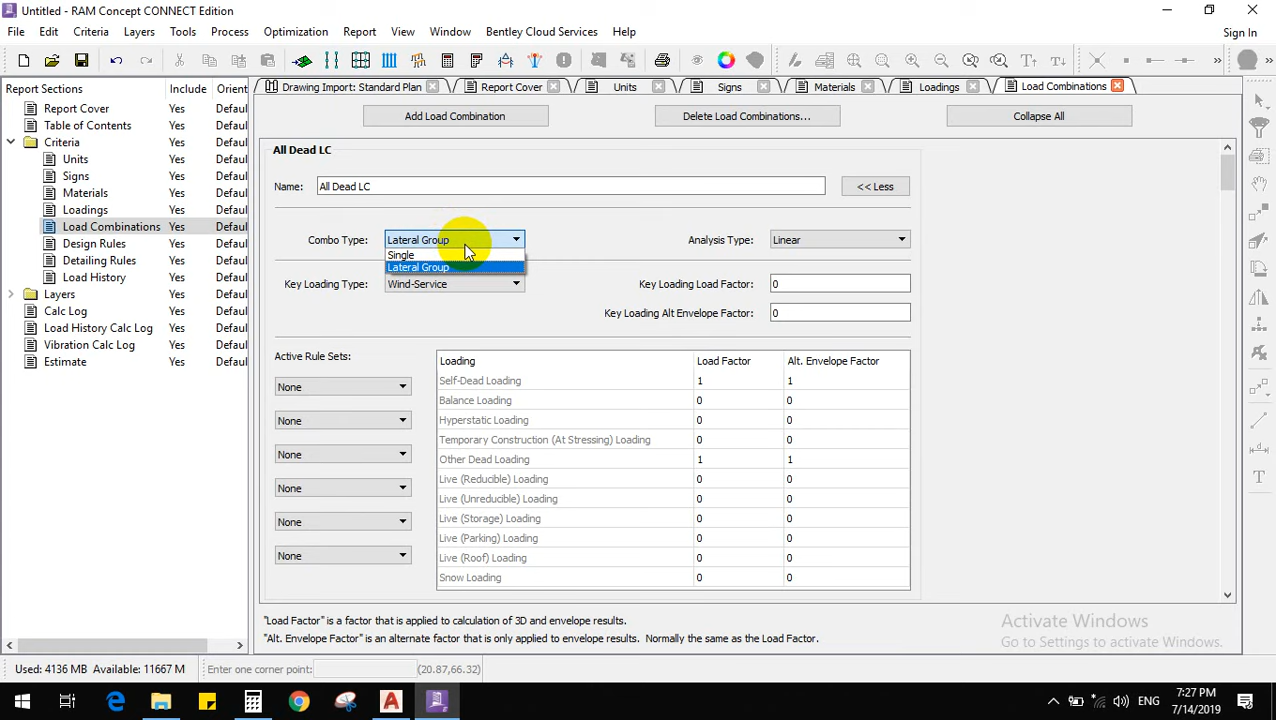 Untitled - RAM Concept CONNECT Edition
File Edit Criteria Layers Tools Process Optimization Report View Window Bentley Cloud Services Help
Sign In
Report Sections Include Orient
Report Cover Yes Defaul
Table of Contents Yes Defaul
Criteria Yes Defaul
Units Yes Defaul
Signs Yes Defaul
Materials Yes Defaul
Loadings Yes Defaul
Load Combinations Yes Defaul
Design Rules Yes Defaul
Detailing Rules Yes Defaul
Load History Yes Defaul
Layers Yes Defaul
Calc Log Yes Defaul
Load History Calc Log Yes Defaul
Vibration Calc Log Yes Defaul
Estimate Yes Defaul
Drawing Import: Standard Plan Report Cover Units Signs Materials Loadings Load Combinations
Add Load Combination Delete Load Combinations... Collapse All
All Dead LC
Name: All Dead LC << Less
Combo Type: Lateral Group Analysis Type: Linear
Single
Lateral Group
Key Loading Type: Wind-Service Key Loading Load Factor: 0
Key Loading Alt Envelope Factor: 0
Active Rule Sets:
None
None
None
None
None
None
Loading Load Factor Alt. Envelope Factor
Self-Dead Loading 1 1
Balance Loading 0 0
Hyperstatic Loading 0 0
Temporary Construction (At Stressing) Loading 0 0
Other Dead Loading 1 1
Live (Reducible) Loading 0 0
Live (Unreducible) Loading 0 0
Live (Storage) Loading 0 0
Live (Parking) Loading 0 0
Live (Roof) Loading 0 0
Snow Loading 0 0
"Load Factor" is a factor that is applied to calculation of 3D and envelope results.
"Alt. Envelope Factor" is an alternate factor that is only applied to envelope results. Normally the same as the Load Factor.
Activate Windows
Go to Settings to activate Windows.
Used: 4136 MB Available: 11667 M Enter one corner point: (20.87,66.32)
ENG 7:27 PM
7/14/2019